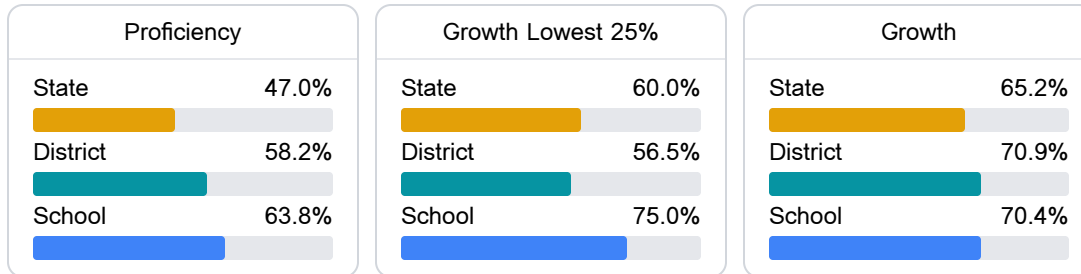 Proficiency
State 47.0%
District 58.2%
School 63.8%
Growth Lowest 25%
State 60.0%
District 56.5%
School 75.0%
Growth
State 65.2%
District 70.9%
School 70.4%